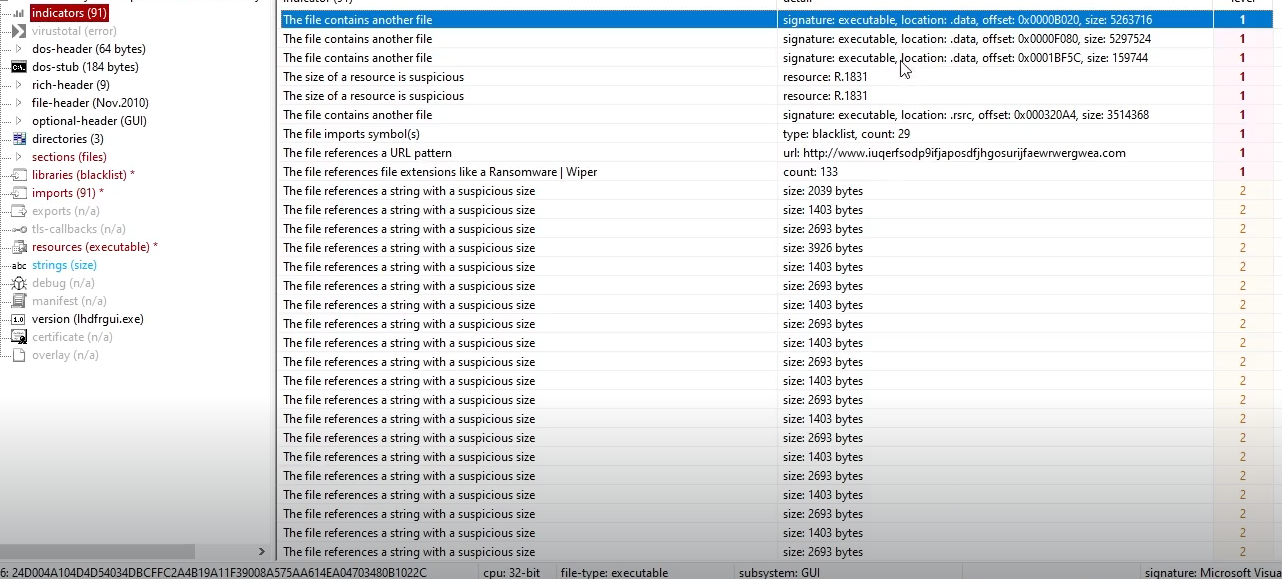 indicators (91)
virustotal (error)
dos-header (64 bytes)
dos-stub (184 bytes)
rich-header (9)
file-header (Nov.2010)
optional-header (GUI)
directories (3)
sections (files)
libraries (blacklist) *
imports (91) *
exports (n/a)
tls-callbacks (n/a)
resources (executable) *
abc strings (size)
debug (n/a)
manifest (n/a)
1.0 version (lhdfrgui.exe)
certificate (n/a)
overlay (n/a)
indicator (91) detail level
The file contains another file signature: executable, location: .data, offset: 0x0000B020, size: 5263716 1
The file contains another file signature: executable, location: .data, offset: 0x0000F080, size: 5297524 1
The file contains another file signature: executable, location: .data, offset: 0x0001BF5C, size: 159744 1
The size of a resource is suspicious resource: R.1831 1
The size of a resource is suspicious resource: R.1831 1
The file contains another file signature: executable, location: .rsrc, offset: 0x000320A4, size: 3514368 1
The file imports symbol(s) type: blacklist, count: 29 1
The file references a URL pattern url: http://www.iuqerfsodp9ifjaposdfjhgosurijfaewrwergwea.com 1
The file references file extensions like a Ransomware | Wiper count: 133 1
The file references a string with a suspicious size size: 2039 bytes 2
The file references a string with a suspicious size size: 1403 bytes 2
The file references a string with a suspicious size size: 2693 bytes 2
The file references a string with a suspicious size size: 3926 bytes 2
The file references a string with a suspicious size size: 1403 bytes 2
The file references a string with a suspicious size size: 2693 bytes 2
The file references a string with a suspicious size size: 1403 bytes 2
The file references a string with a suspicious size size: 2693 bytes 2
The file references a string with a suspicious size size: 1403 bytes 2
The file references a string with a suspicious size size: 2693 bytes 2
The file references a string with a suspicious size size: 1403 bytes 2
The file references a string with a suspicious size size: 2693 bytes 2
The file references a string with a suspicious size size: 1403 bytes 2
The file references a string with a suspicious size size: 2693 bytes 2
The file references a string with a suspicious size size: 1403 bytes 2
The file references a string with a suspicious size size: 2693 bytes 2
The file references a string with a suspicious size size: 1403 bytes 2
The file references a string with a suspicious size size: 2693 bytes 2
The file references a string with a suspicious size size: 1403 bytes 2
The file references a string with a suspicious size size: 2693 bytes 2
6: 24D004A104D4D54034DBCFFC2A4B19A11F39008A575AA614EA04703480B1022C cpu: 32-bit file-type: executable subsystem: GUI signature: Microsoft Visua